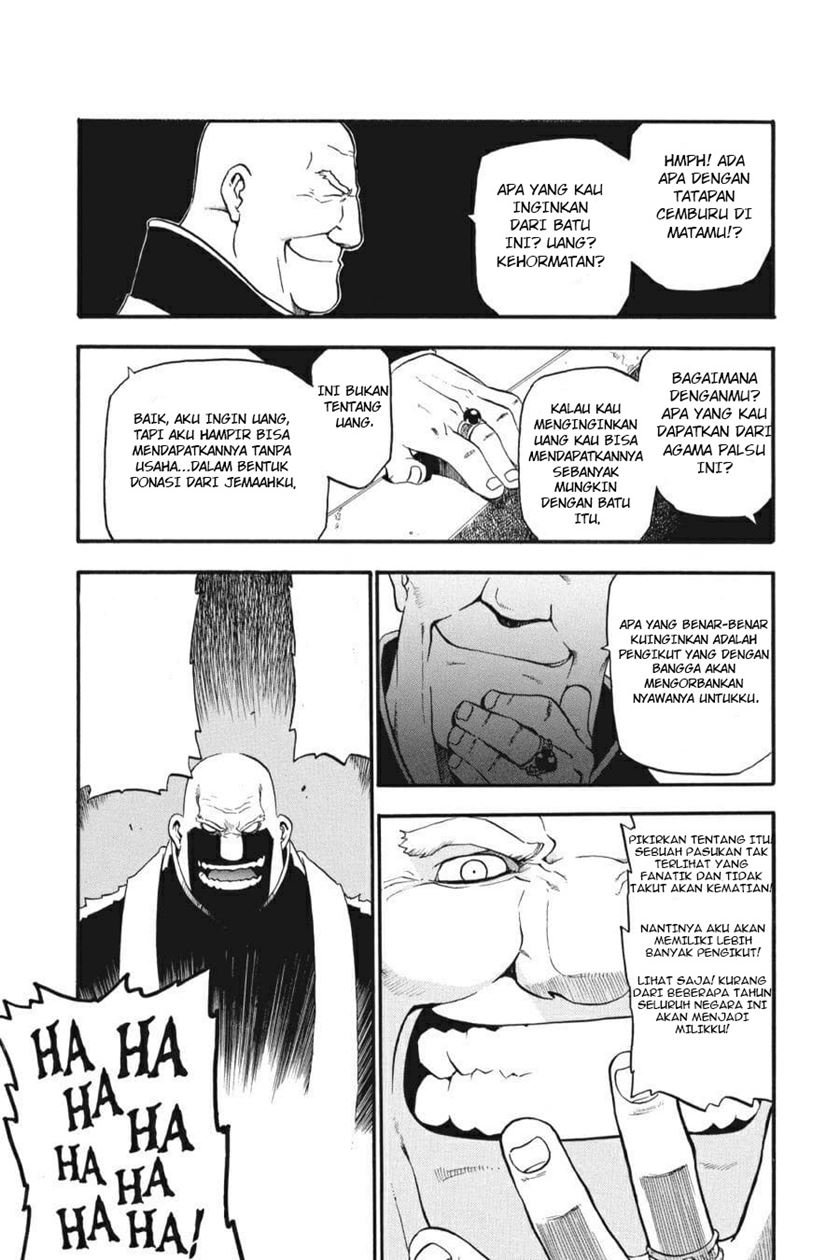 HMPH! ADA
APA DENGAN
TATAPAN
CEMBURU DI
MATAMU!?
APA YANG KAU
INGINKAN
DARI BATU
INI? UANG?
KEHORMATAN?
BAGAIMANA
DENGANMU?
APA YANG KAU
DAPATKAN DARI
AGAMA PALSU
INI?
KALAU KAU
MENGINGINKAN
UANG KAU BISA
MENDAPATKANNYA
SEBANYAK
MUNGKIN
DENGAN BATU
ITU.
INI BUKAN
TENTANG
UANG.
BAIK, AKU INGIN UANG,
TAPI AKU HAMPIR BISA
MENDAPATKANNYA TANPA
USAHA...DALAM BENTUK
DONASI DARI JEMAAHKU.
APA YANG BENAR-BENAR
KUINGINKAN ADALAH
PENGIKUT YANG DENGAN
BANGGA AKAN
MENGORBANKAN
NYAWANYA UNTUKKU.
PIKIRKAN TENTANG ITU!
SEBUAH PASUKAN TAK
TERLIHAT YANG
FANATIK DAN TIDAK
TAKUT AKAN KEMATIAN!
NANTINYA AKU AKAN
MEMILIKI LEBIH
BANYAK PENGIKUT!
LIHAT SAJA! KURANG
DARI BEBERAPA TAHUN
SELURUH NEGARA INI
AKAN MENJADI
MILIKKU!
HA HA
HA HA
HA HA
HA HA!